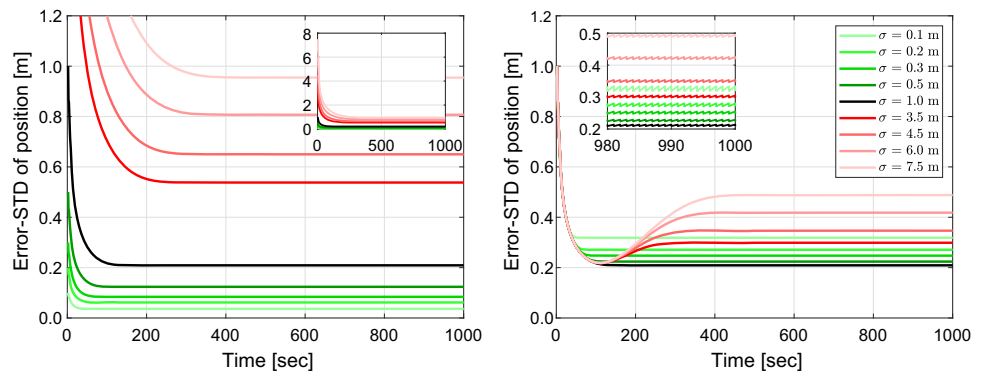 Error-STD of position [m]
1.2
1.0
0.8
0.6
0.4
0.2
0.0
0 200 400 600 800 1000
Time [sec]
8
6
4
2
0
0 500 1000
Error-STD of position [m]
1.2
1.0
0.8
0.6
0.4
0.2
0.0
0 200 400 600 800 1000
Time [sec]
0.5
0.4
0.3
0.2
980 990 1000
σ = 0.1 m
σ = 0.2 m
σ = 0.3 m
σ = 0.5 m
σ = 1.0 m
σ = 3.5 m
σ = 4.5 m
σ = 6.0 m
σ = 7.5 m